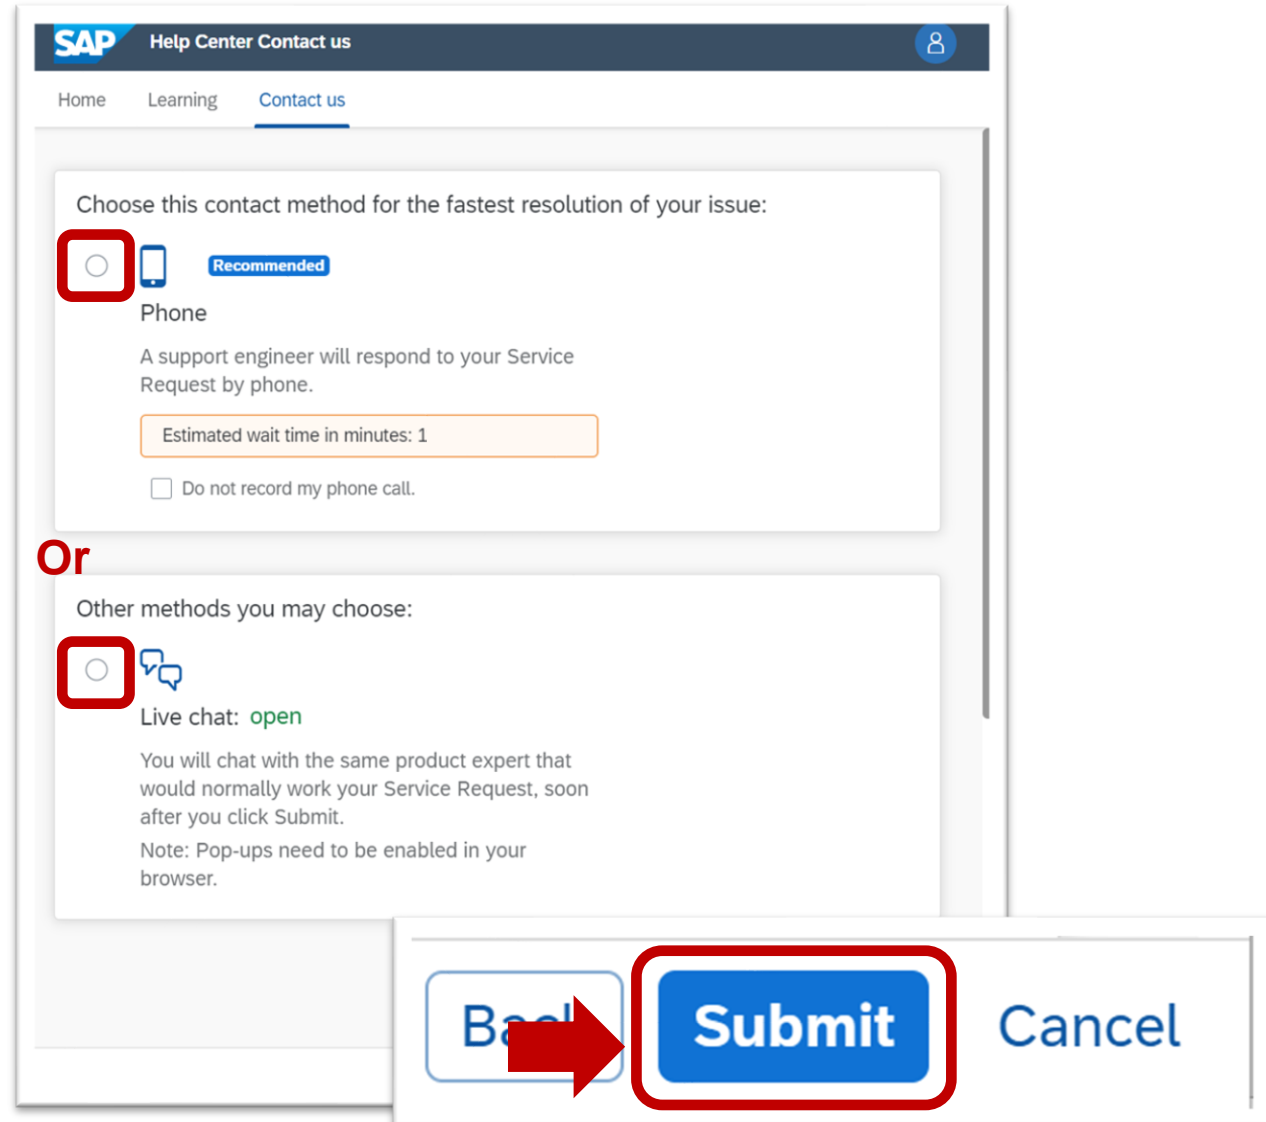 SAP Help Center Contact us
Home Learning Contact us
Choose this contact method for the fastest resolution of your issue:
Recommended
Phone
A support engineer will respond to your Service
Request by phone.
Estimated wait time in minutes: 1
Do not record my phone call.
Or
Other methods you may choose:
Live chat: open
You will chat with the same product expert that
would normally work your Service Request, soon
after you click Submit.
Note: Pop-ups need to be enabled in your
browser.
Back Submit Cancel